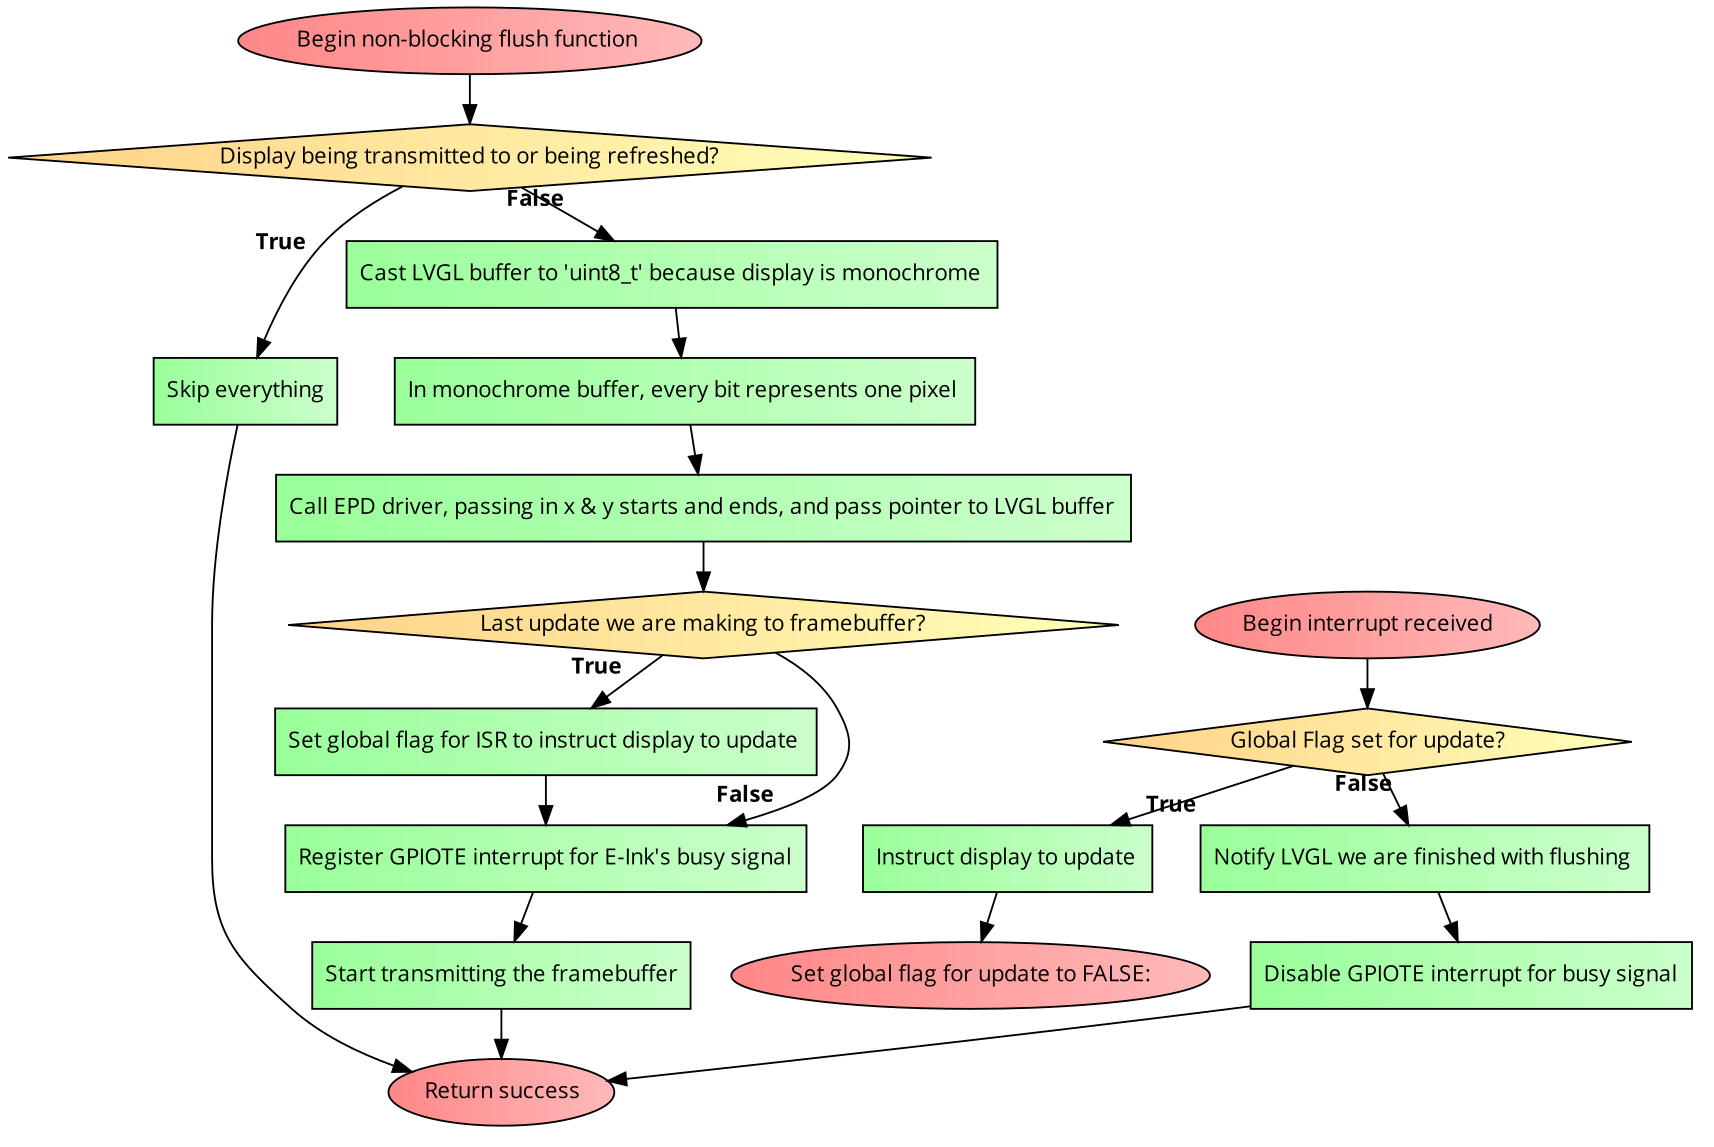 Begin non-blocking flush function
Display being transmitted to or being refreshed?
False
True
Cast LVGL buffer to 'uint8_t' because display is monochrome
Skip everything
In monochrome buffer, every bit represents one pixel
Call EPD driver, passing in x & y starts and ends, and pass pointer to LVGL buffer
Last update we are making to framebuffer?
Begin interrupt received
True
Set global flag for ISR to instruct display to update
Global Flag set for update?
False
True
False
Register GPIOTE interrupt for E-Ink's busy signal
Instruct display to update
Notify LVGL we are finished with flushing
Start transmitting the framebuffer
Set global flag for update to FALSE:
Disable GPIOTE interrupt for busy signal
Return success